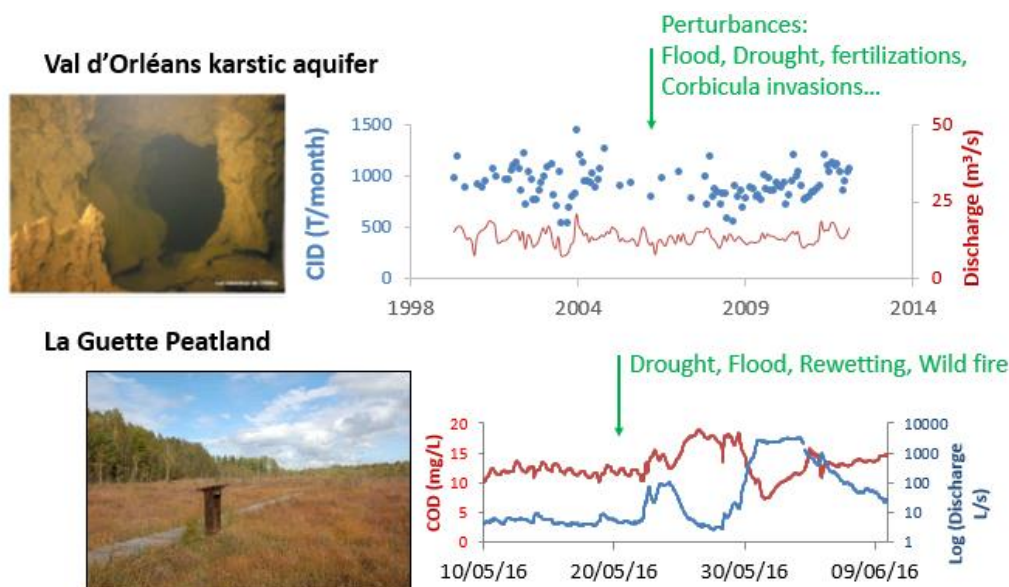 Perturbances:
Flood, Drought, fertilizations,
Corbicula invasions...
Val d'Orléans karstic aquifer
CID (T/month)
1500
1000
500
0
50
25
0
Discharge (m³/s)
1998
2004
2009
2014
La Guette Peatland
Drought, Flood, Rewetting, Wild fire
COD (mg/L)
20
15
10
5
0
10000
1000
100
10
1
Log (Discharge
L/s)
10/05/16
20/05/16
30/05/16
09/06/16